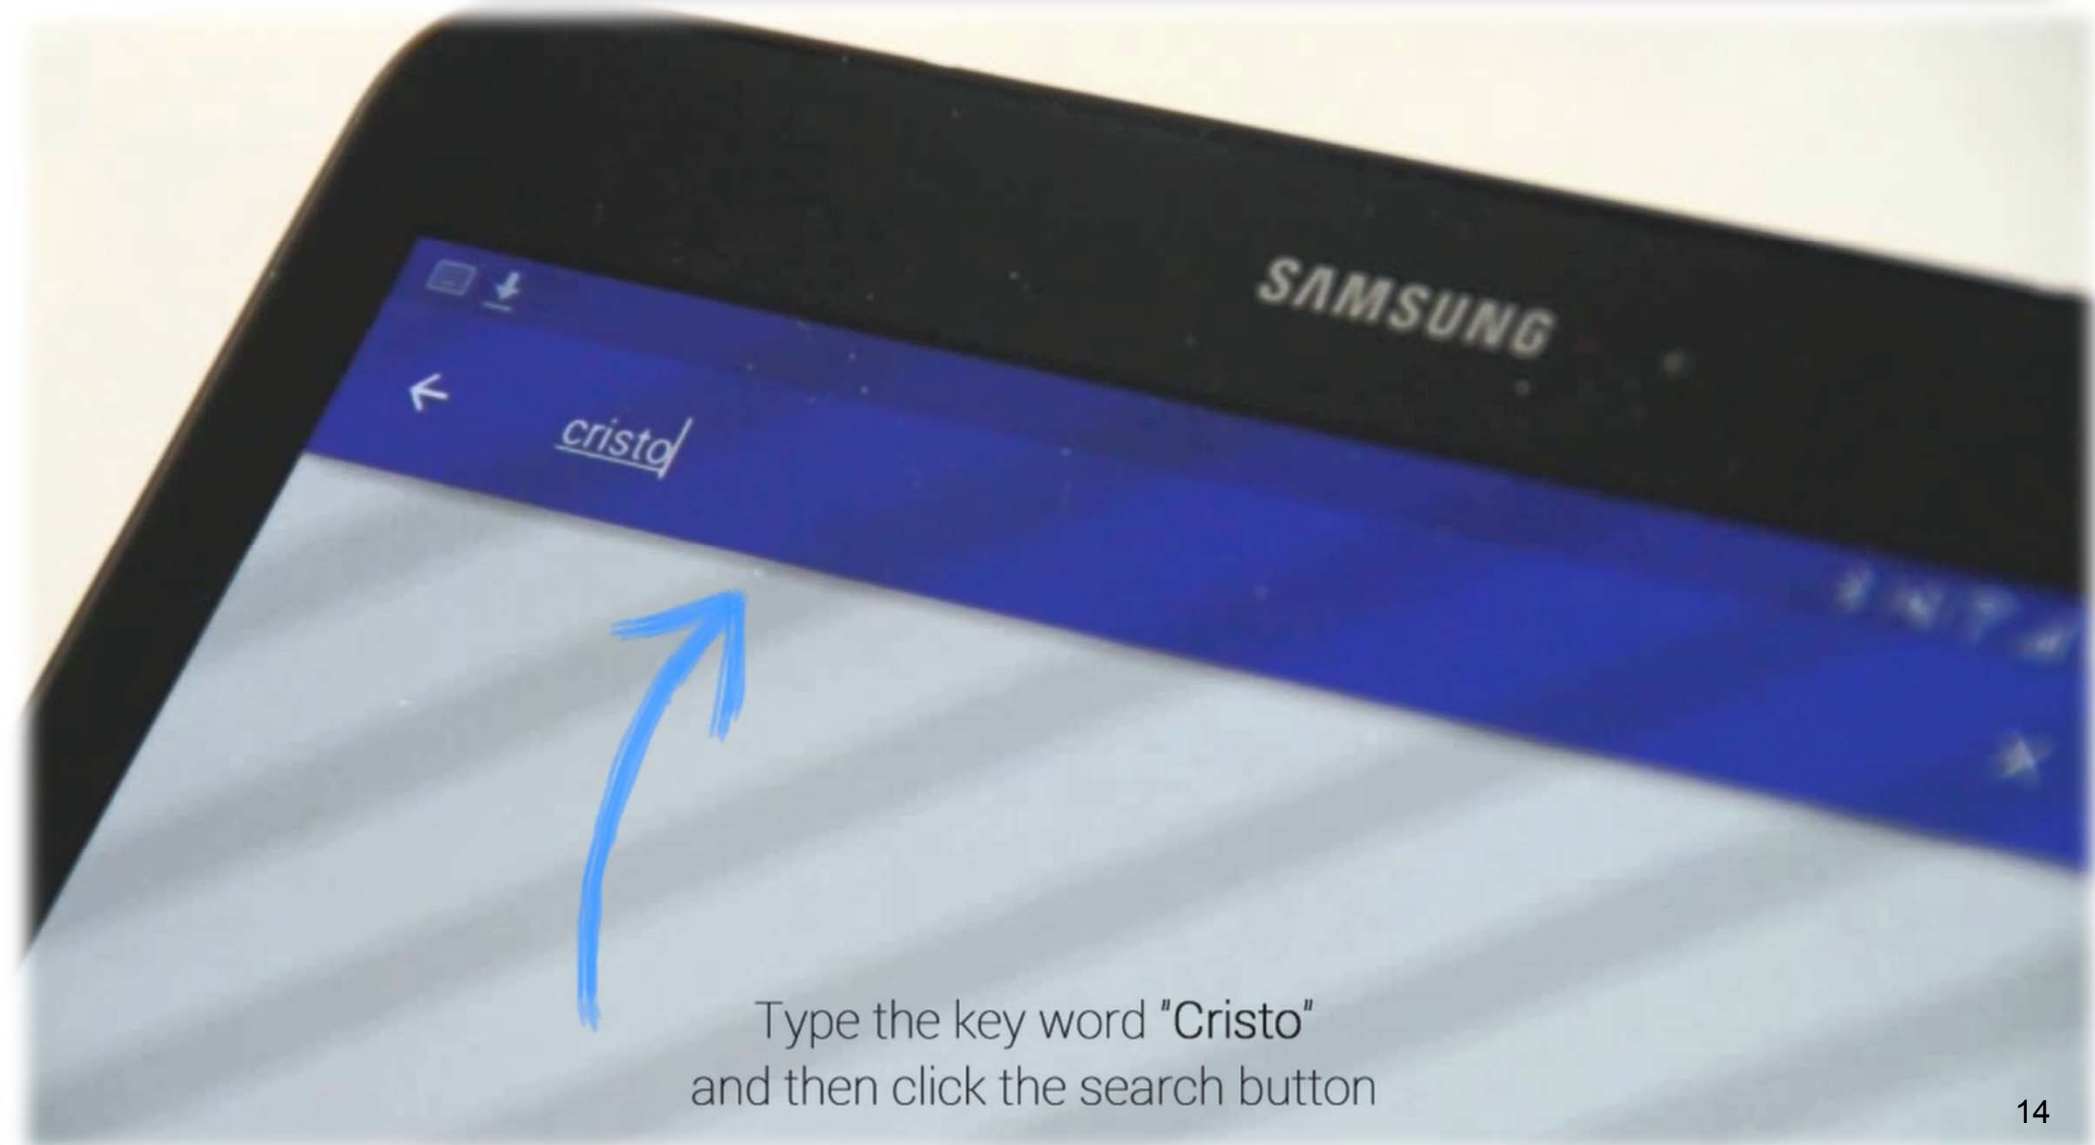 SAMSUNG
cristo
Type the key word "Cristo"
and then click the search button
14